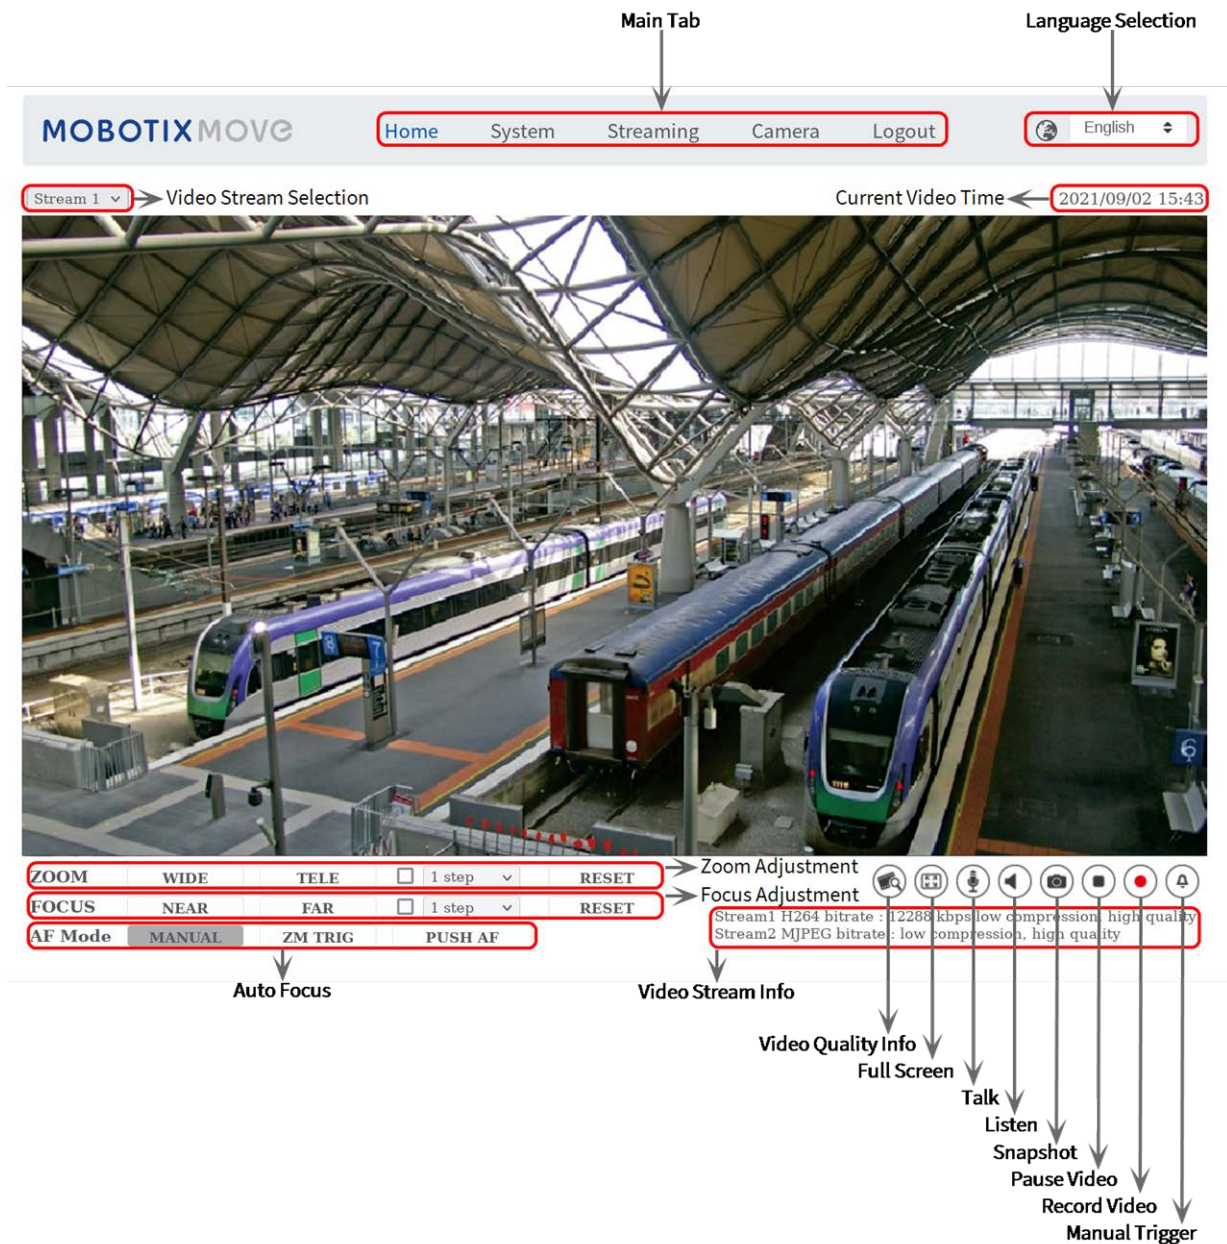 Main Tab
Language Selection
MOBOTIX MOVE
Home System Streaming Camera Logout
English
Stream 1
Video Stream Selection
Current Video Time
2021/09/02 15:43
8 7
6
ZOOM WIDE TELE 1 step RESET
Zoom Adjustment
FOCUS NEAR FAR 1 step RESET
Focus Adjustment
AF Mode MANUAL ZM TRIG PUSH AF
Stream1 H264 bitrate : 12288 kbps low compression, high quality
Stream2 MJPEG bitrate : low compression, high quality
Auto Focus
Video Stream Info
Video Quality Info
Full Screen
Talk
Listen
Snapshot
Pause Video
Record Video
Manual Trigger